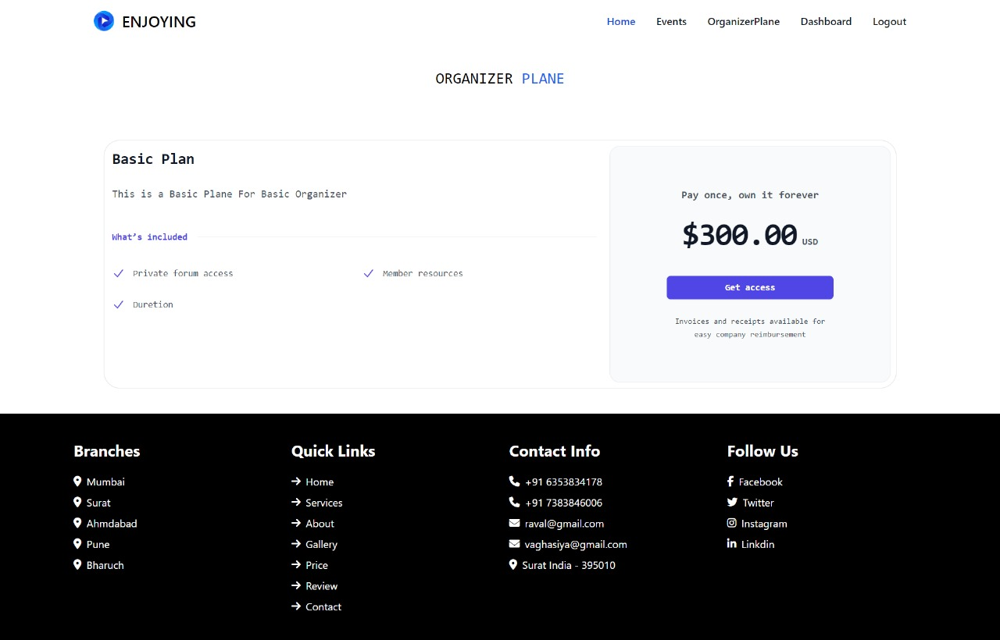 ENJOYING
Home Events OrganizerPlane Dashboard Logout
ORGANIZER PLANE
Basic Plan
This is a Basic Plane For Basic Organizer
What’s included
Private forum access
Member resources
Duretion
Pay once, own it forever
$300.00 USD
Get access
Invoices and receipts available for
easy company reimbursement
Branches
Mumbai
Surat
Ahmdabad
Pune
Bharuch
Quick Links
Home
Services
About
Gallery
Price
Review
Contact
Contact Info
+91 6353834178
+91 7383846006
raval@gmail.com
vaghasiya@gmail.com
Surat India - 395010
Follow Us
Facebook
Twitter
Instagram
Linkdin